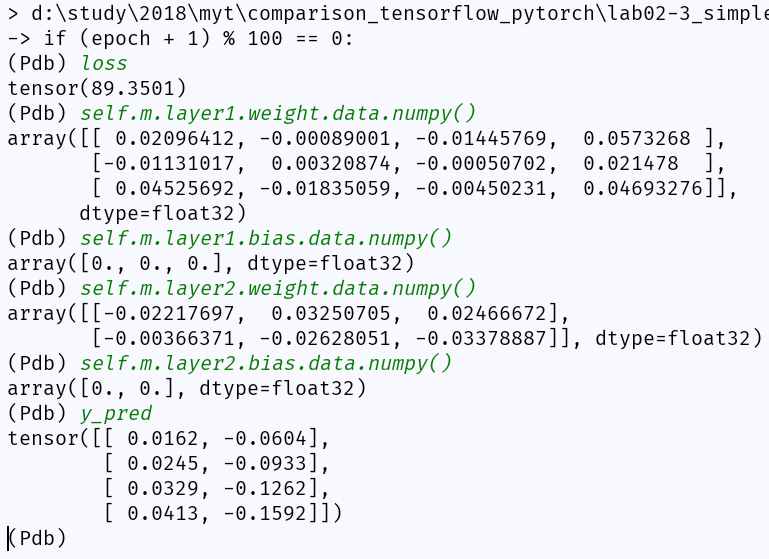 > d:\study\2018\myt\comparison_tensorflow_pytorch\lab02-3_simple
-> if (epoch + 1) % 100 == 0:
(Pdb) loss
tensor(89.3501)
(Pdb) self.m.layer1.weight.data.numpy()
array([[ 0.02096412, -0.00089001, -0.01445769,  0.0573268 ],
       [-0.01131017,  0.00320874, -0.00050702,  0.021478  ],
       [ 0.04525692, -0.01835059, -0.00450231,  0.04693276]],
      dtype=float32)
(Pdb) self.m.layer1.bias.data.numpy()
array([0., 0., 0.], dtype=float32)
(Pdb) self.m.layer2.weight.data.numpy()
array([[-0.02217697,  0.03250705,  0.02466672],
       [-0.00366371, -0.02628051, -0.03378887]], dtype=float32)
(Pdb) self.m.layer2.bias.data.numpy()
array([0., 0.], dtype=float32)
(Pdb) y_pred
tensor([[ 0.0162, -0.0604],
        [ 0.0245, -0.0933],
        [ 0.0329, -0.1262],
        [ 0.0413, -0.1592]])
(Pdb)